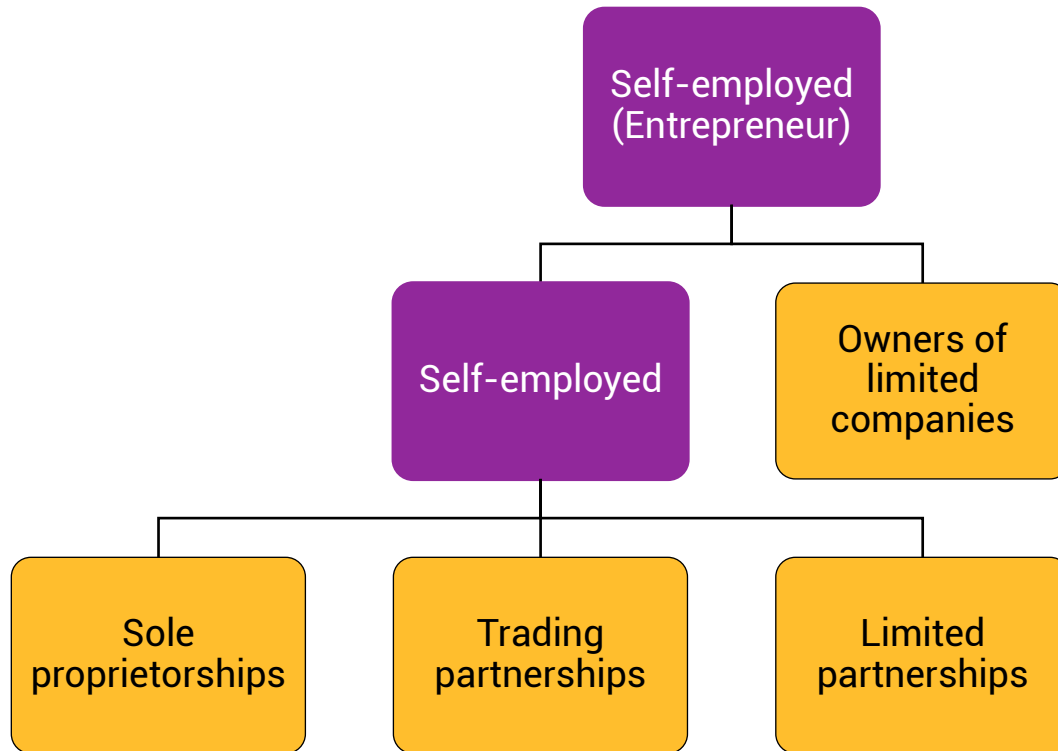 Self-employed
(Entrepreneur)
Self-employed
Owners of
limited
companies
Sole
proprietorships
Trading
partnerships
Limited
partnerships